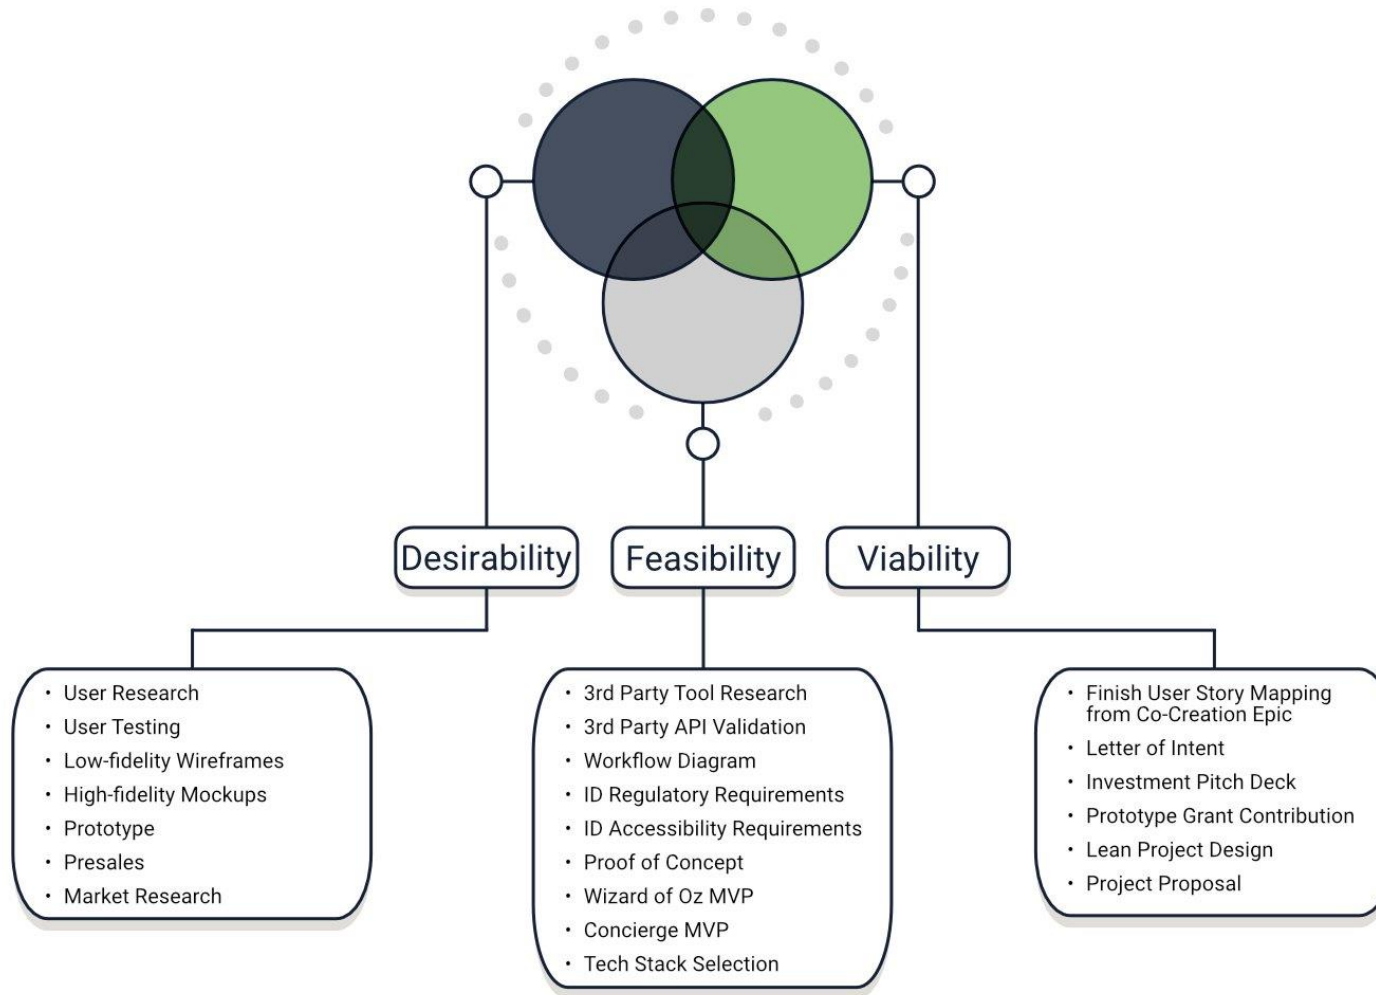 Desirability
Feasibility
Viability
• User Research
• User Testing
• Low-fidelity Wireframes
• High-fidelity Mockups
• Prototype
• Presales
• Market Research
• 3rd Party Tool Research
• 3rd Party API Validation
• Workflow Diagram
• ID Regulatory Requirements
• ID Accessibility Requirements
• Proof of Concept
• Wizard of Oz MVP
• Concierge MVP
• Tech Stack Selection
• Finish User Story Mapping
from Co-Creation Epic
• Letter of Intent
• Investment Pitch Deck
• Prototype Grant Contribution
• Lean Project Design
• Project Proposal